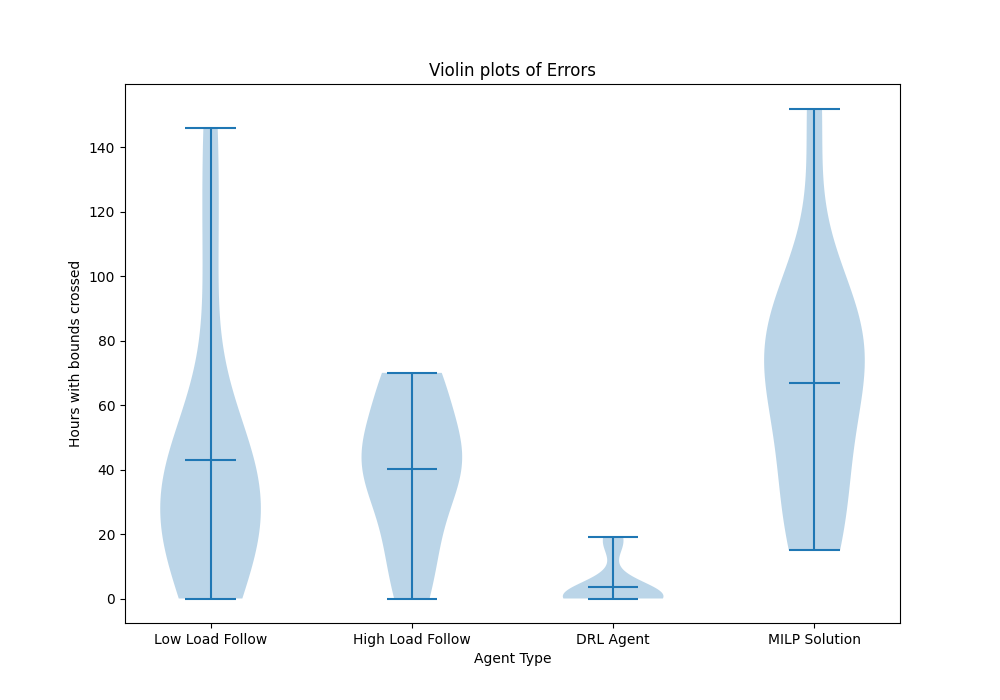 Violin plots of Errors
Hours with bounds crossed
140
120
100
80
60
40
20
0
Low Load Follow
High Load Follow
DRL Agent
MILP Solution
Agent Type